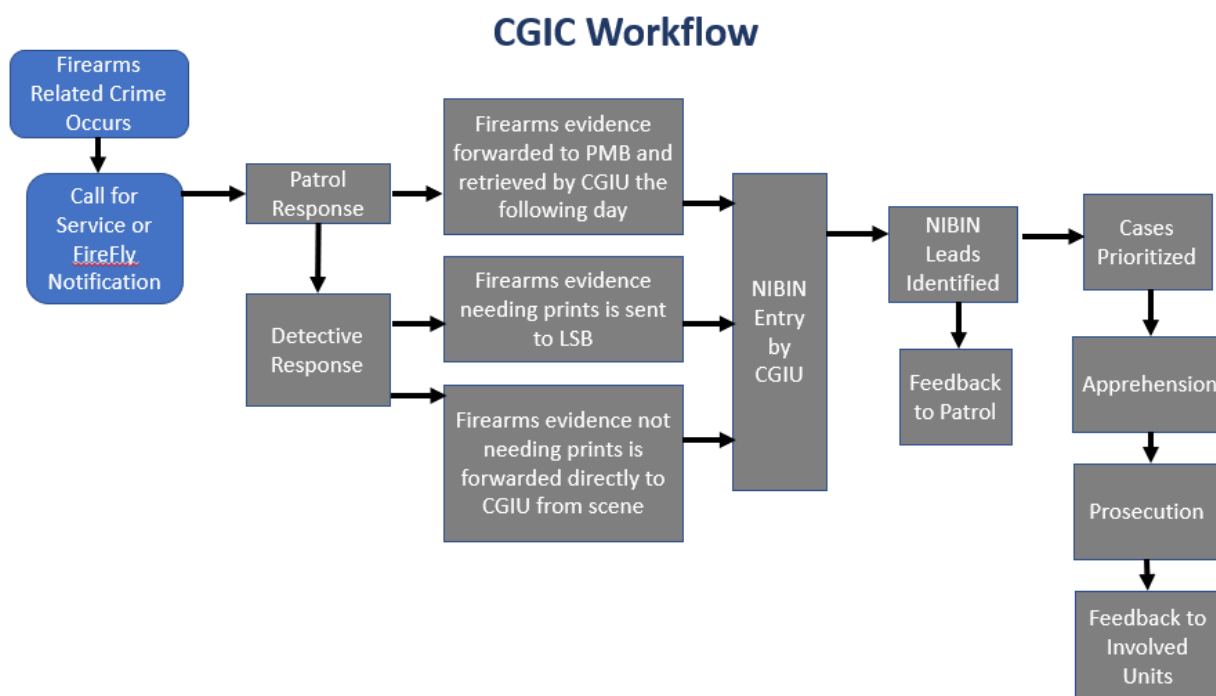 CGIC Workflow
Firearms
Related Crime
Occurs
Call for
Service or
FireFly
Notification
Patrol
Response
Detective
Response
Firearms evidence
forwarded to PMB and
retrieved by CGIU the
following day
Firearms evidence
needing prints is sent
to LSB
Firearms evidence not
needing prints is
forwarded directly to
CGIU from scene
NIBIN
Entry
by
CGIU
NIBIN
Leads
Identified
Feedback
to Patrol
Cases
Prioritized
Apprehension
Prosecution
Feedback to
Involved
Units